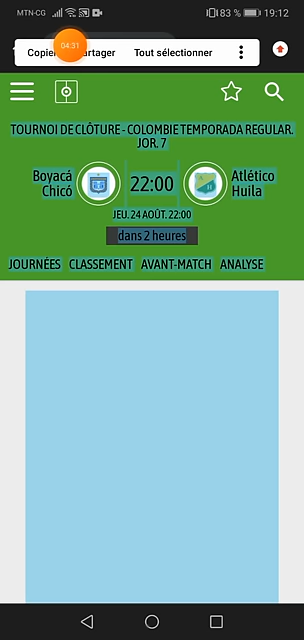 MTN-CG 83 % 19:12
Copier Partager Tout sélectionner
04:31
TOURNOI DE CLÔTURE - COLOMBIE TEMPORADA REGULAR.
JOR. 7
Boyacá
Chicó
22:00
Atlético
Huila
JEU. 24 AOÛT. 22:00
dans 2 heures
JOURNÉES CLASSEMENT AVANT-MATCH ANALYSE